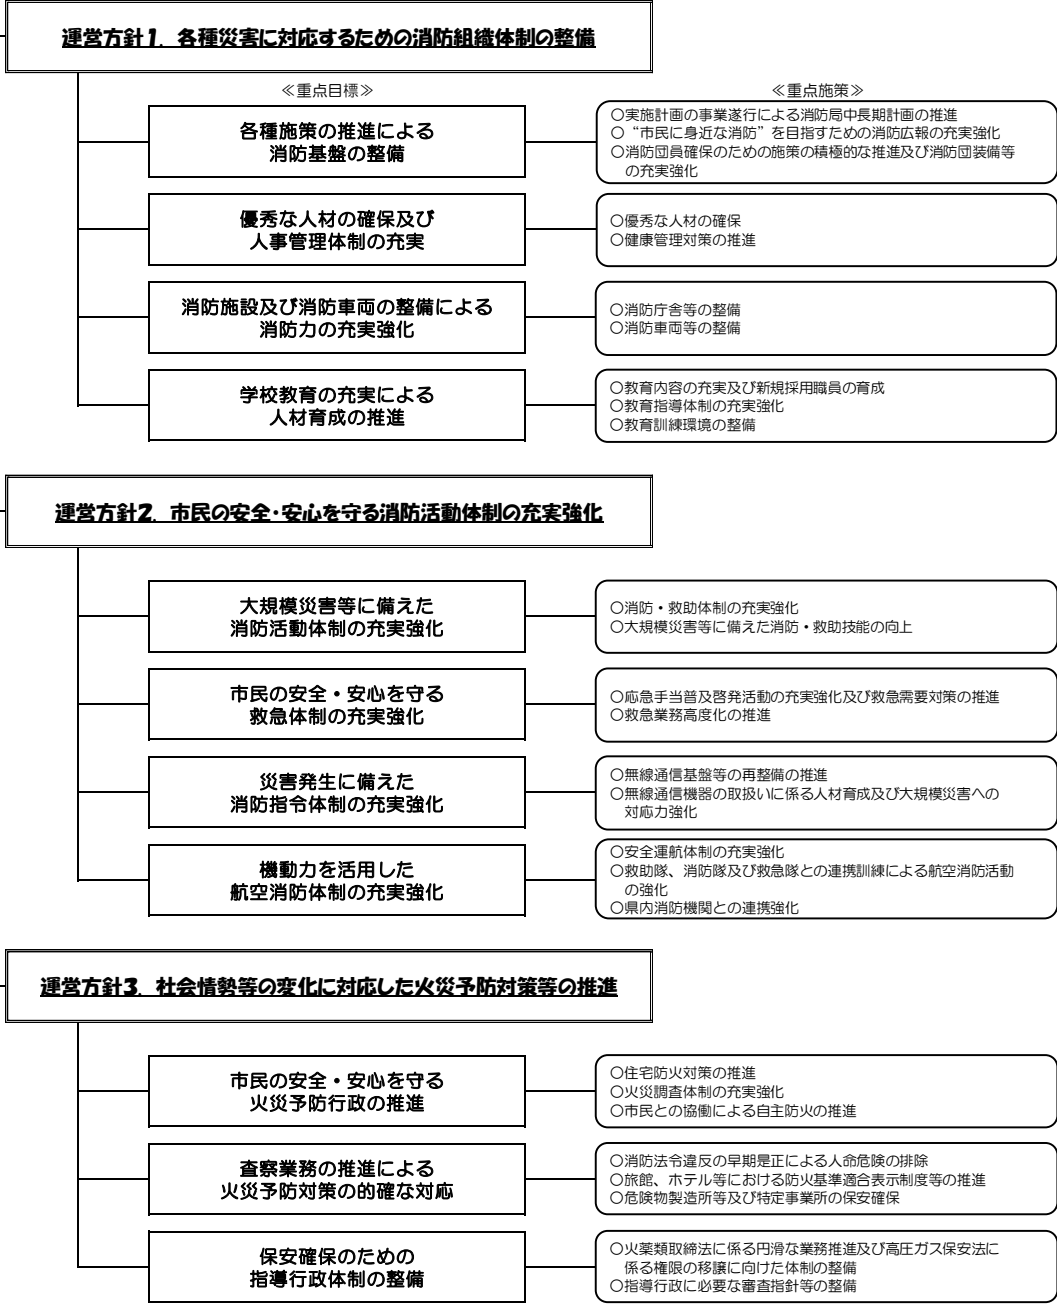 運営方針1．各種災害に対応するための消防組織体制の整備
≪重点目標≫
≪重点施策≫
各種施策の推進による
消防基盤の整備
○実施計画の事業遂行による消防局中長期計画の推進
○“市民に身近な消防”を目指すための消防広報の充実強化
○消防団員確保のための施策の積極的な推進及び消防団装備等
の充実強化
優秀な人材の確保及び
人事管理体制の充実
○優秀な人材の確保
○健康管理対策の推進
消防施設及び消防車両の整備による
消防力の充実強化
○消防庁舎等の整備
○消防車両等の整備
学校教育の充実による
人材育成の推進
○教育内容の充実及び新規採用職員の育成
○教育指導体制の充実強化
○教育訓練環境の整備
運営方針2．市民の安全・安心を守る消防活動体制の充実強化
大規模災害等に備えた
消防活動体制の充実強化
○消防・救助体制の充実強化
○大規模災害等に備えた消防・救助技能の向上
市民の安全・安心を守る
救急体制の充実強化
○応急手当普及啓発活動の充実強化及び救急需要対策の推進
○救急業務高度化の推進
災害発生に備えた
消防指令体制の充実強化
○無線通信基盤等の再整備の推進
○無線通信機器の取扱いに係る人材育成及び大規模災害への
対応力強化
機動力を活用した
航空消防体制の充実強化
○安全運航体制の充実強化
○救助隊、消防隊及び救急隊との連携訓練による航空消防活動
の強化
○県内消防機関との連携強化
運営方針3．社会情勢等の変化に対応した火災予防対策等の推進
市民の安全・安心を守る
火災予防行政の推進
○住宅防火対策の推進
○火災調査体制の充実強化
○市民との協働による自主防火の推進
査察業務の推進による
火災予防対策の的確な対応
○消防法令違反の早期是正による人命危険の排除
○旅館、ホテル等における防火基準適合表示制度等の推進
○危険物製造所等及び特定事業所の保安確保
保安確保のための
指導行政体制の整備
○火薬類取締法に係る円滑な業務推進及び高圧ガス保安法に
係る権限の移譲に向けた体制の整備
○指導行政に必要な審査指針等の整備